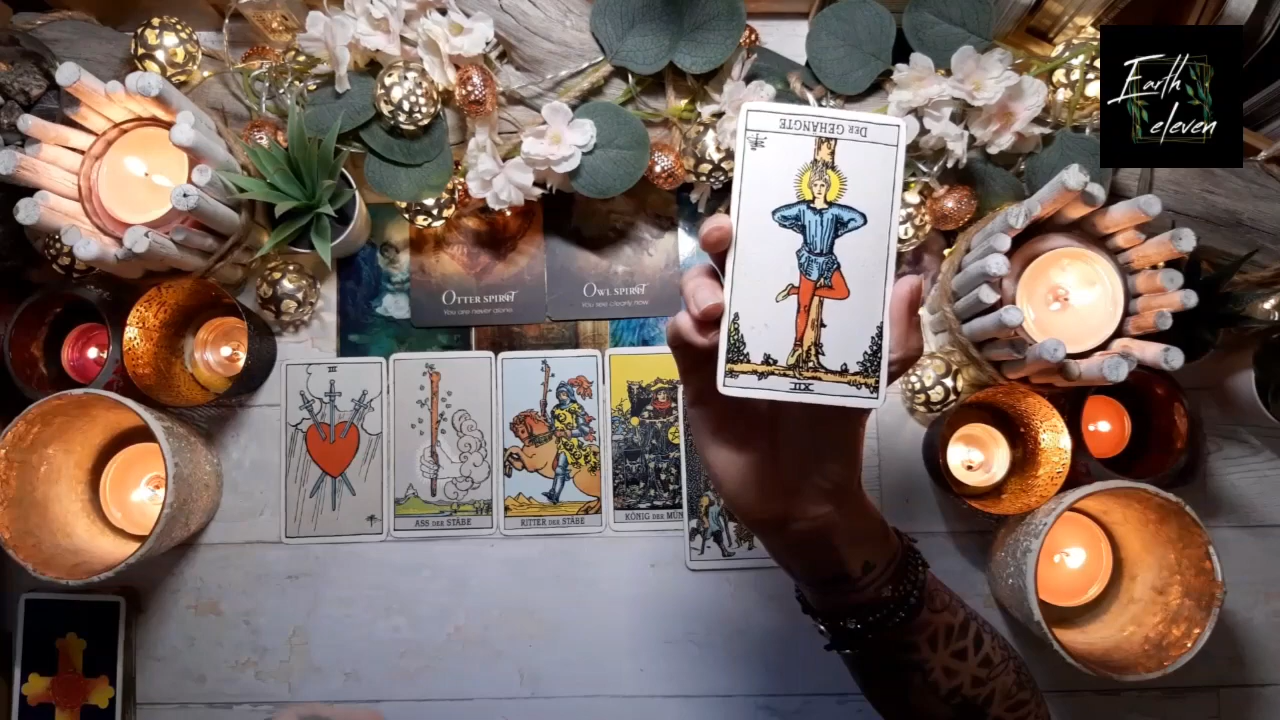 Earth
eleven
DER GEHÄNGTE
XII
OTTER SPIRIT
You are never alone.
OWL SPIRIT
You see clearly now
III
ASS DER STÄBE
RITTER DER STÄBE
KÖNIG DER MÜN